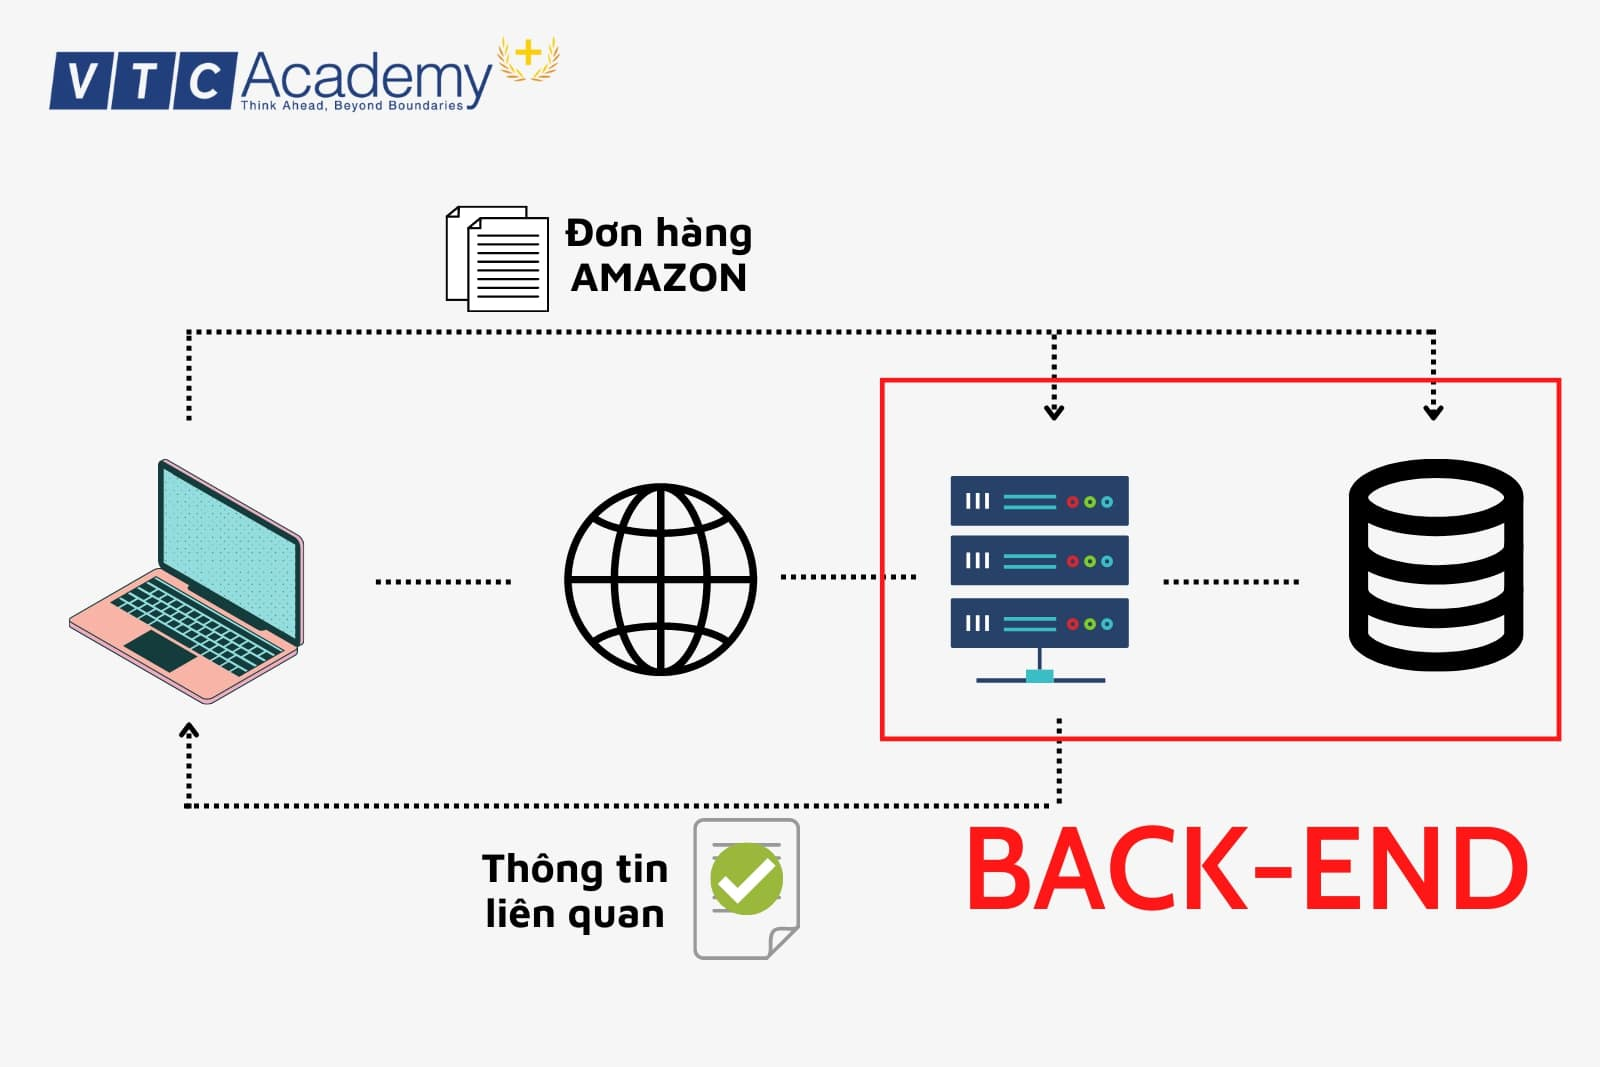 VTC Academy+
Think Ahead, Beyond Boundaries
Đơn hàng
AMAZON
Thông tin
liên quan
BACK-END